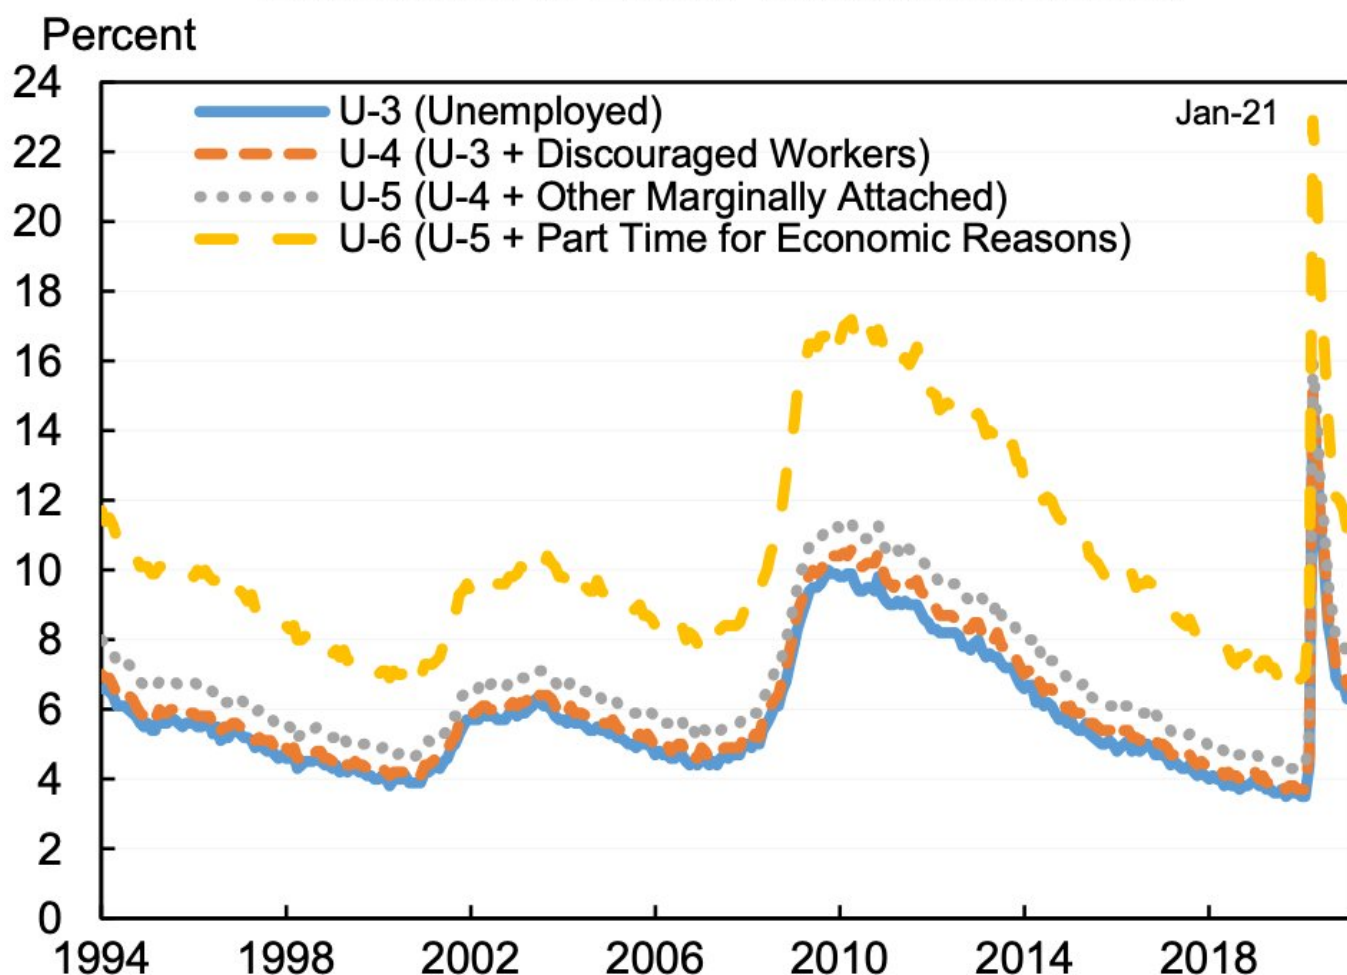 Percent
24
U-3 (Unemployed)
Jan-21
22
U-4 (U-3 + Discouraged Workers)
U-5 (U-4 + Other Marginally Attached)
20
U-6 (U-5 + Part Time for Economic Reasons)
18
16
14
12
10
8
6
4
2
0
1994 1998 2002 2006 2010 2014 2018